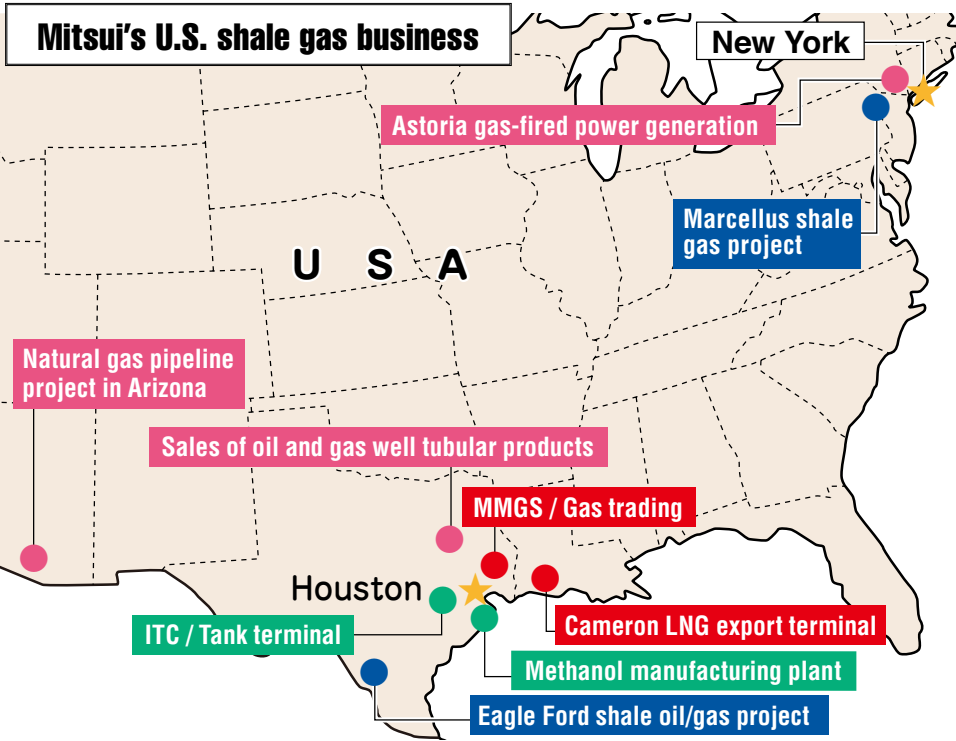 Mitsui's U.S. shale gas business
New York
Astoria gas-fired power generation
Marcellus shale
gas project
U S A
Natural gas pipeline
project in Arizona
Sales of oil and gas well tubular products
MMGS / Gas trading
Houston
ITC / Tank terminal
Cameron LNG export terminal
Methanol manufacturing plant
Eagle Ford shale oil/gas project